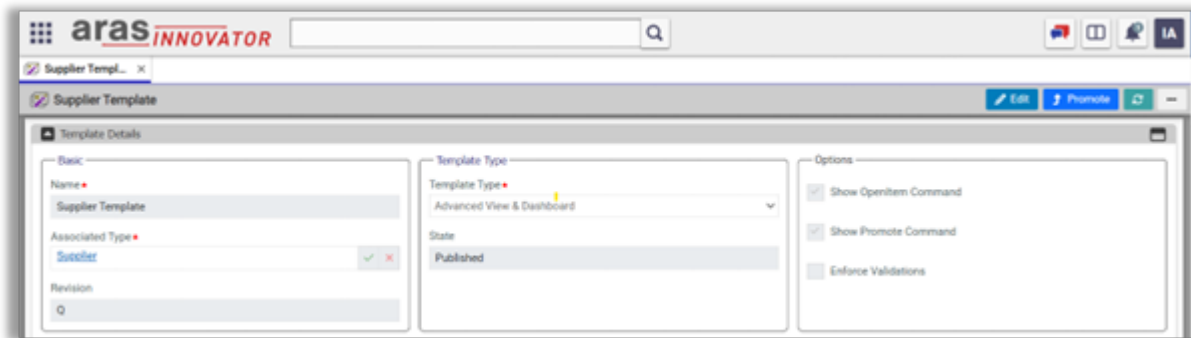 aras INNOVATOR
IA
Supplier Templ... ×
Supplier Template
Edit
Promote
Template Details
Basic
Name
Supplier Template
Associated Type
Supplier
Revision
Q
Template Type
Template Type
Advanced View & Dashboard
State
Published
Options
Show OpenItem Command
Show Promote Command
Enforce Validations